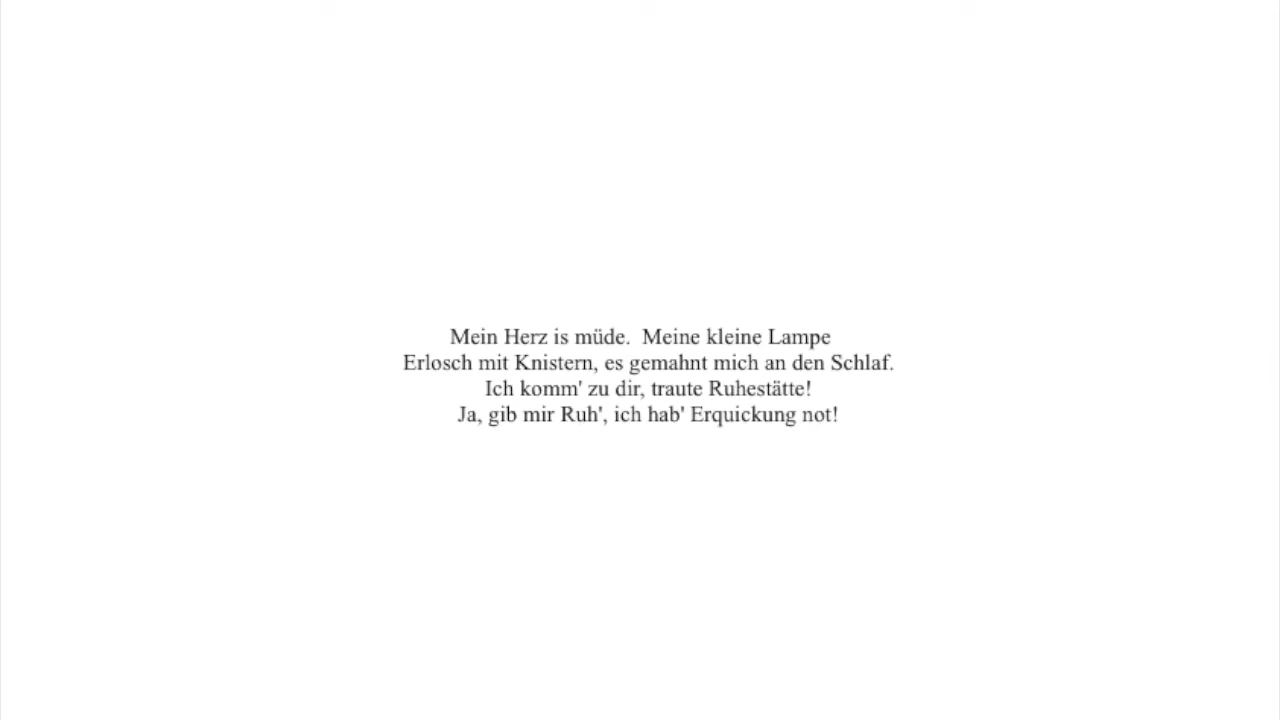 Mein Herz is müde.  Meine kleine Lampe
Erlosch mit Knistern, es gemahnt mich an den Schlaf.
Ich komm' zu dir, traute Ruhestätte!
Ja, gib mir Ruh', ich hab' Erquickung not!